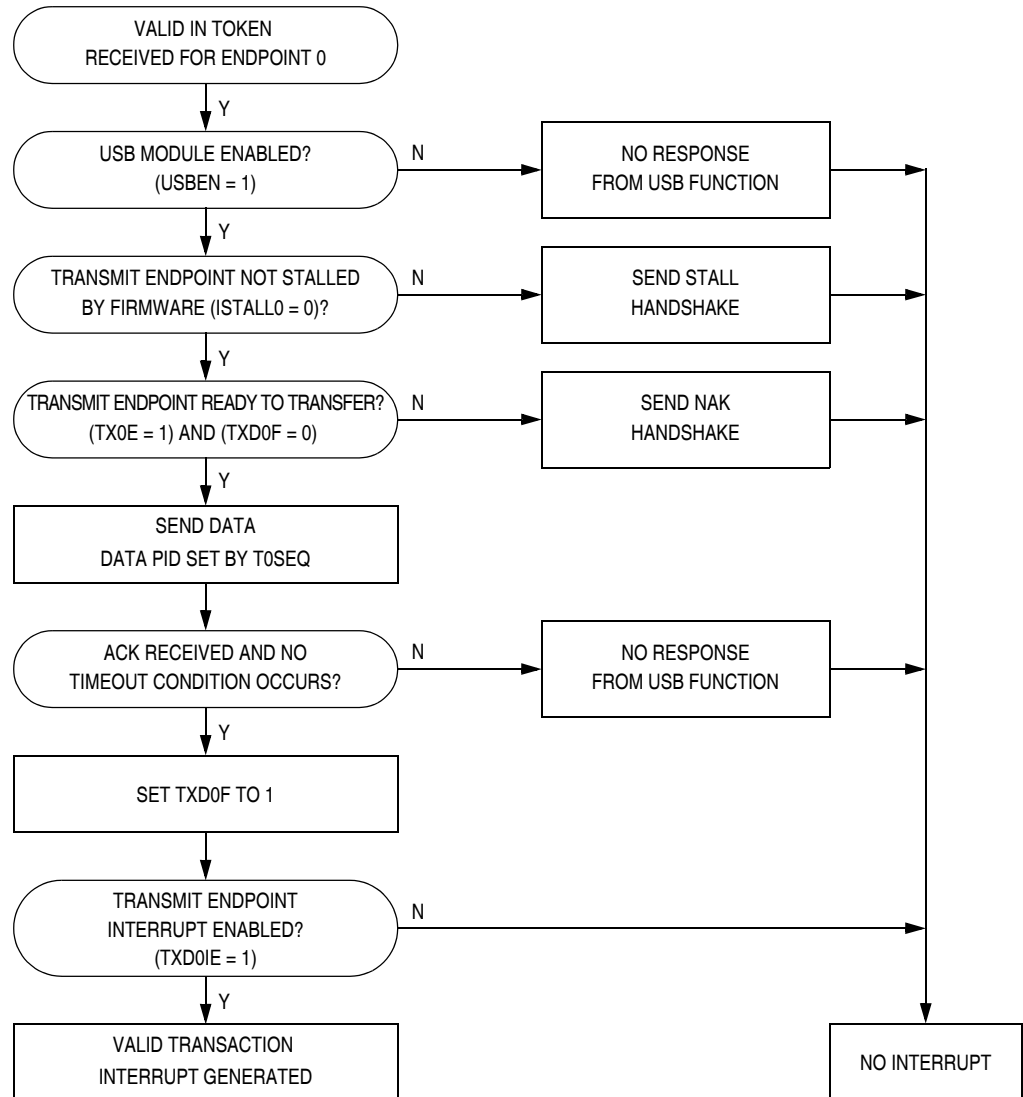 VALID IN TOKEN
RECEIVED FOR ENDPOINT 0
Y
USB MODULE ENABLED?
(USBEN = 1)
N
NO RESPONSE
FROM USB FUNCTION
Y
TRANSMIT ENDPOINT NOT STALLED
BY FIRMWARE (ISTALL0 = 0)?
N
SEND STALL
HANDSHAKE
Y
TRANSMIT ENDPOINT READY TO TRANSFER?
(TX0E = 1) AND (TXD0F = 0)
N
SEND NAK
HANDSHAKE
Y
SEND DATA
DATA PID SET BY T0SEQ
ACK RECEIVED AND NO
TIMEOUT CONDITION OCCURS?
N
NO RESPONSE
FROM USB FUNCTION
Y
SET TXD0F TO 1
TRANSMIT ENDPOINT
INTERRUPT ENABLED?
(TXD0IE = 1)
N
Y
VALID TRANSACTION
INTERRUPT GENERATED
NO INTERRUPT